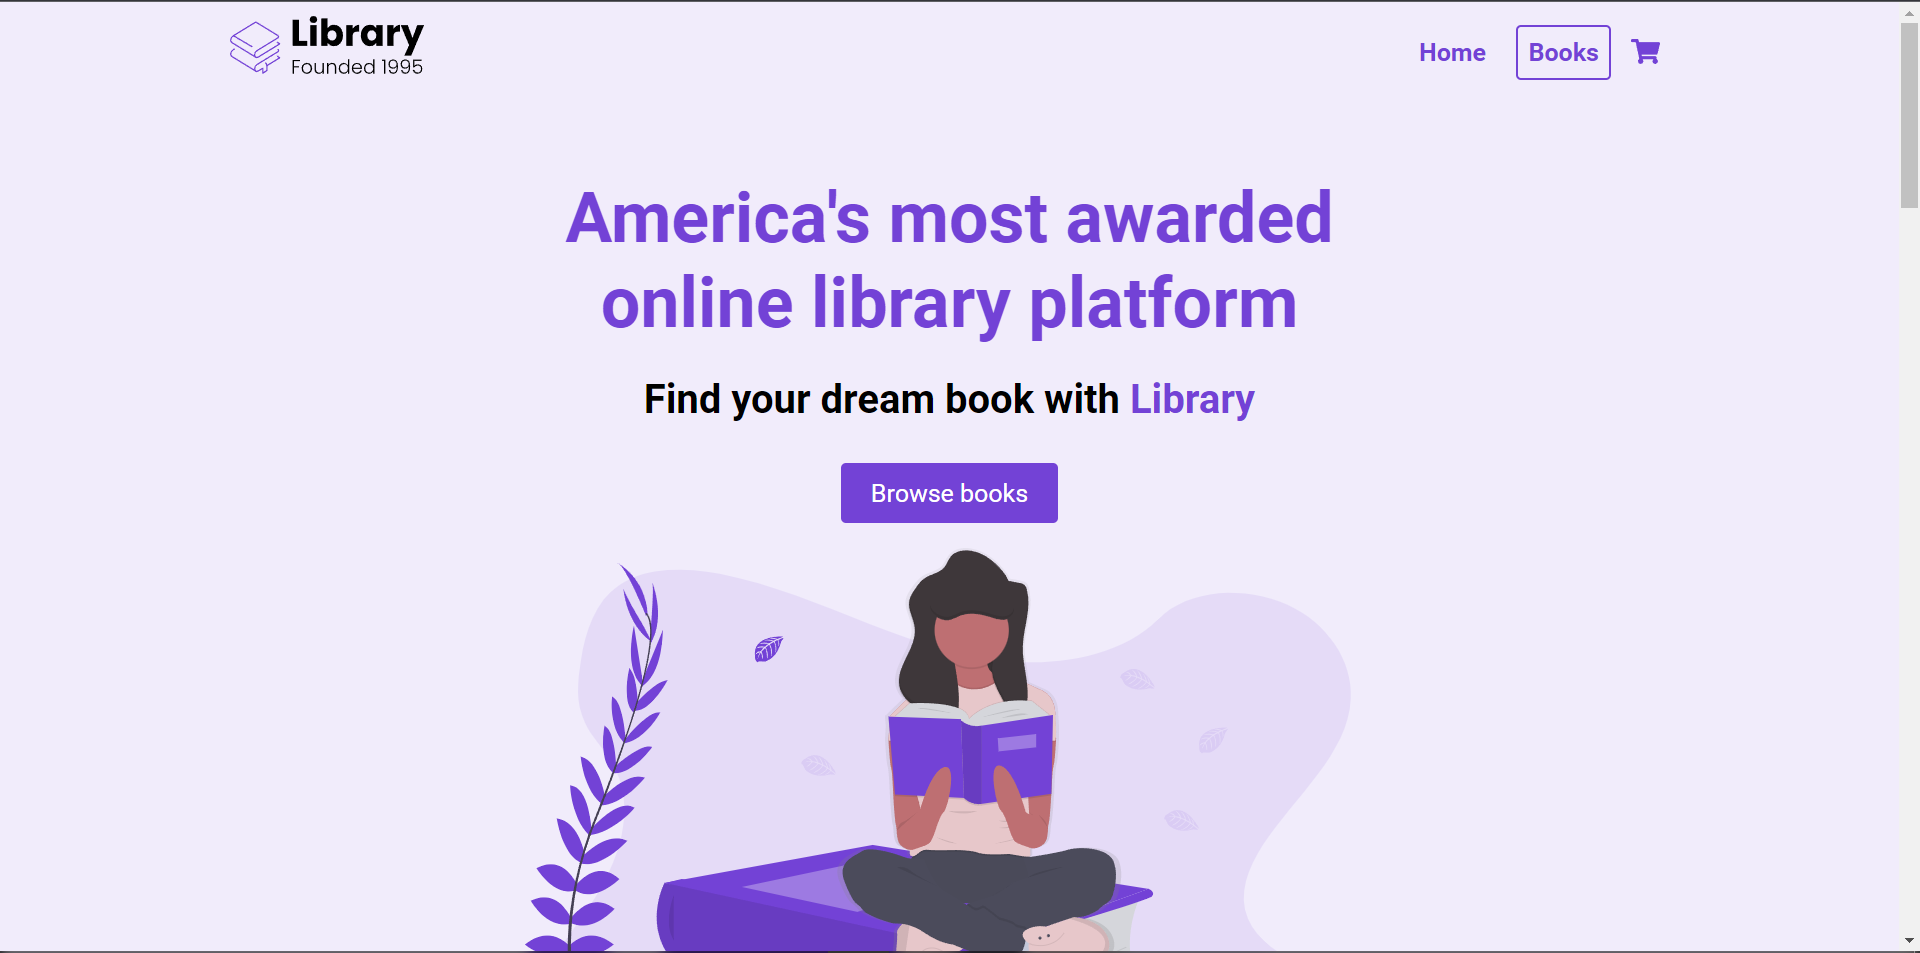 Library
Founded 1995
Home
Books
America's most awarded
online library platform
Find your dream book with Library
Browse books